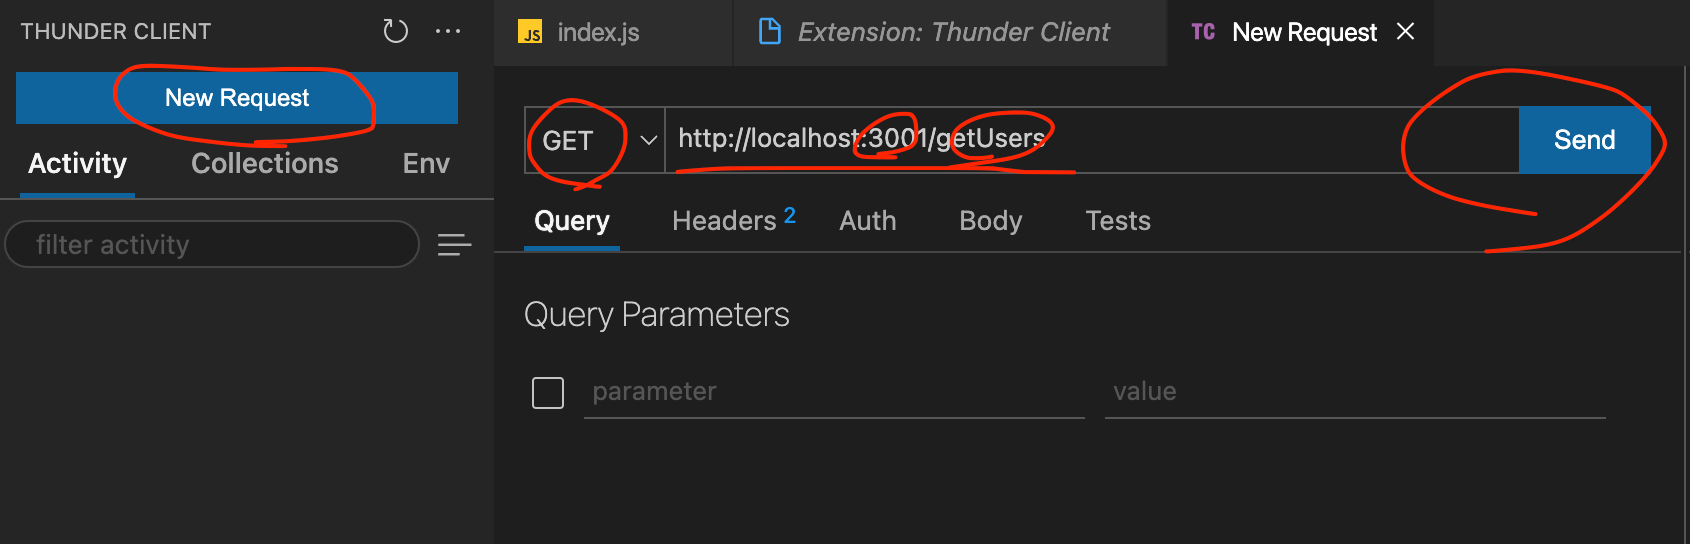 THUNDER CLIENT
New Request
Activity Collections Env
filter activity
JS index.js
Extension: Thunder Client
TC New Request
GET http://localhost:3001/getUsers Send
Query Headers 2 Auth Body Tests
Query Parameters
parameter value